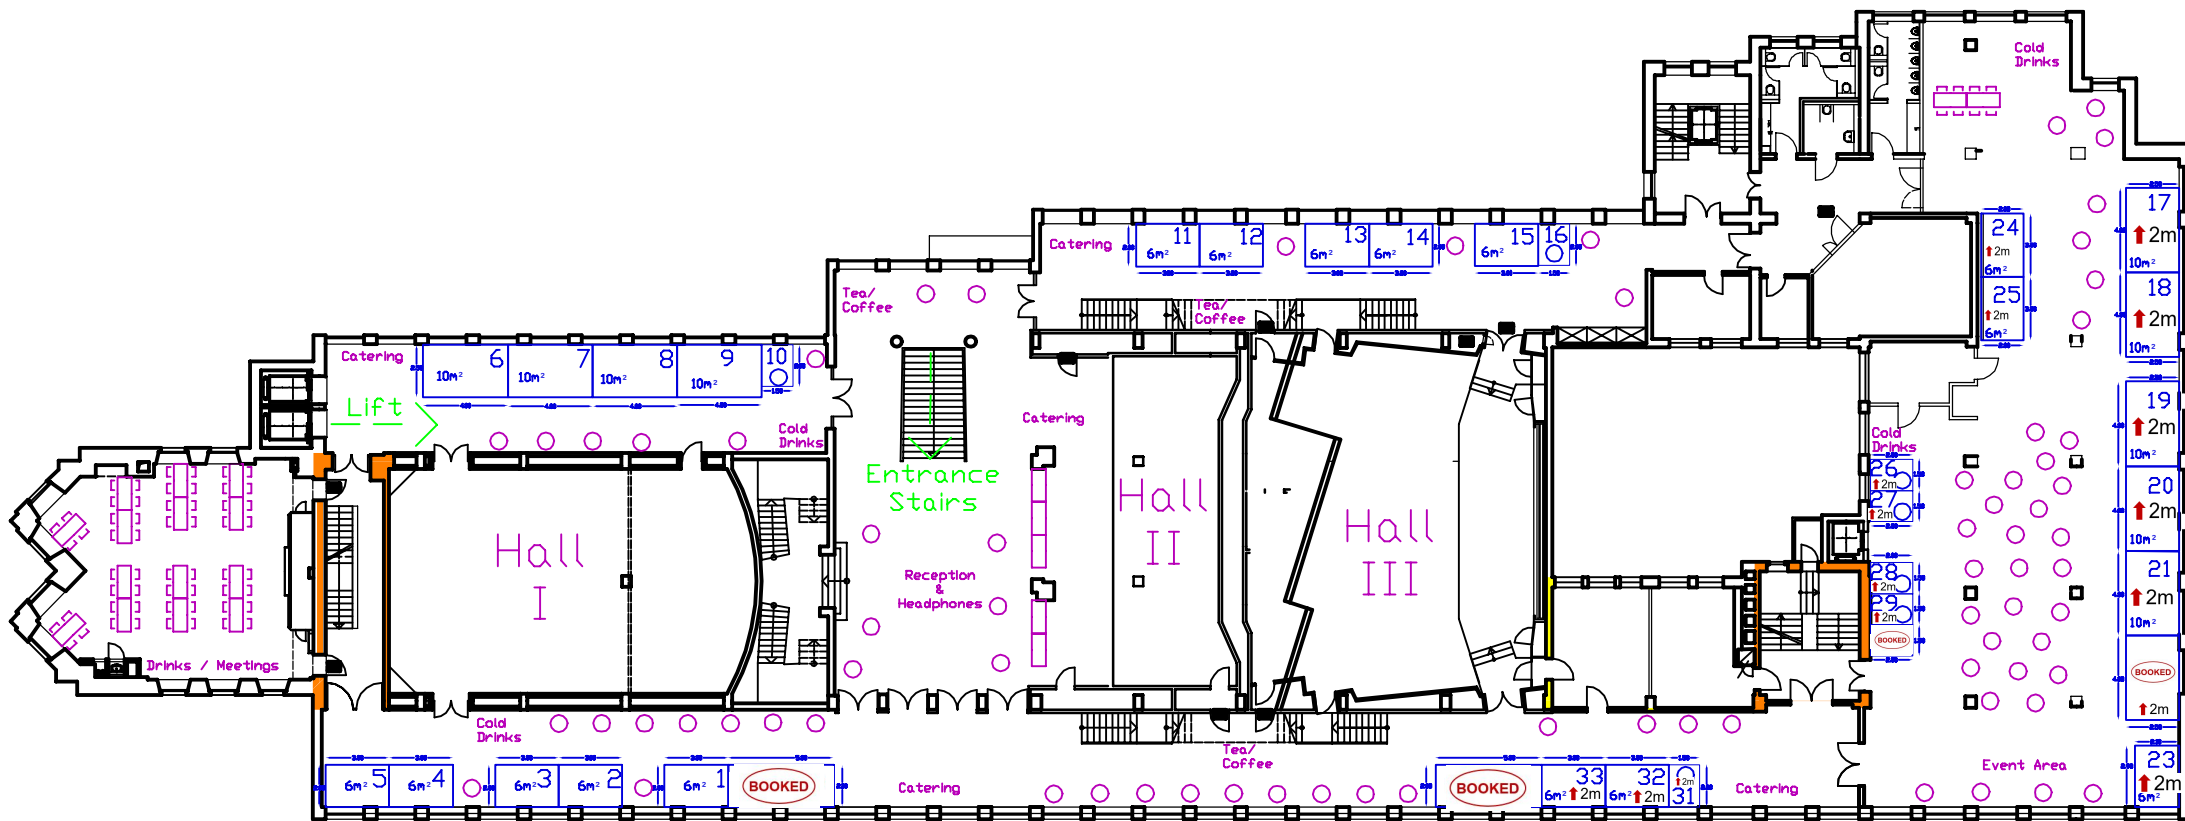 Cold
Drinks
17
2m
10m²
18
2m
10m²
24
2m
6m²
25
2m
6m²
Catering
11
6m²
12
6m²
13
6m²
14
6m²
15
6m²
16
Tea/
Coffee
Tea/
Coffee
Catering
6
10m²
7
10m²
8
10m²
9
10m²
10
Lift
Cold
Drinks
Catering
Entrance
Stairs
Hall
I
Hall
II
Hall
III
Reception
&
Headphones
Drinks / Meetings
19
2m
10m²
20
2m
10m²
21
2m
10m²
BOOKED
2m
Cold
Drinks
26
2m
27
2m
28
2m
29
2m
BOOKED
Cold
Drinks
Tea/
Coffee
6m²
5
6m²
4
6m²
3
6m²
2
6m²
1
BOOKED
Catering
BOOKED
33
6m²
2m
32
6m²
2m
2m
31
Catering
Event Area
23
2m
6m²